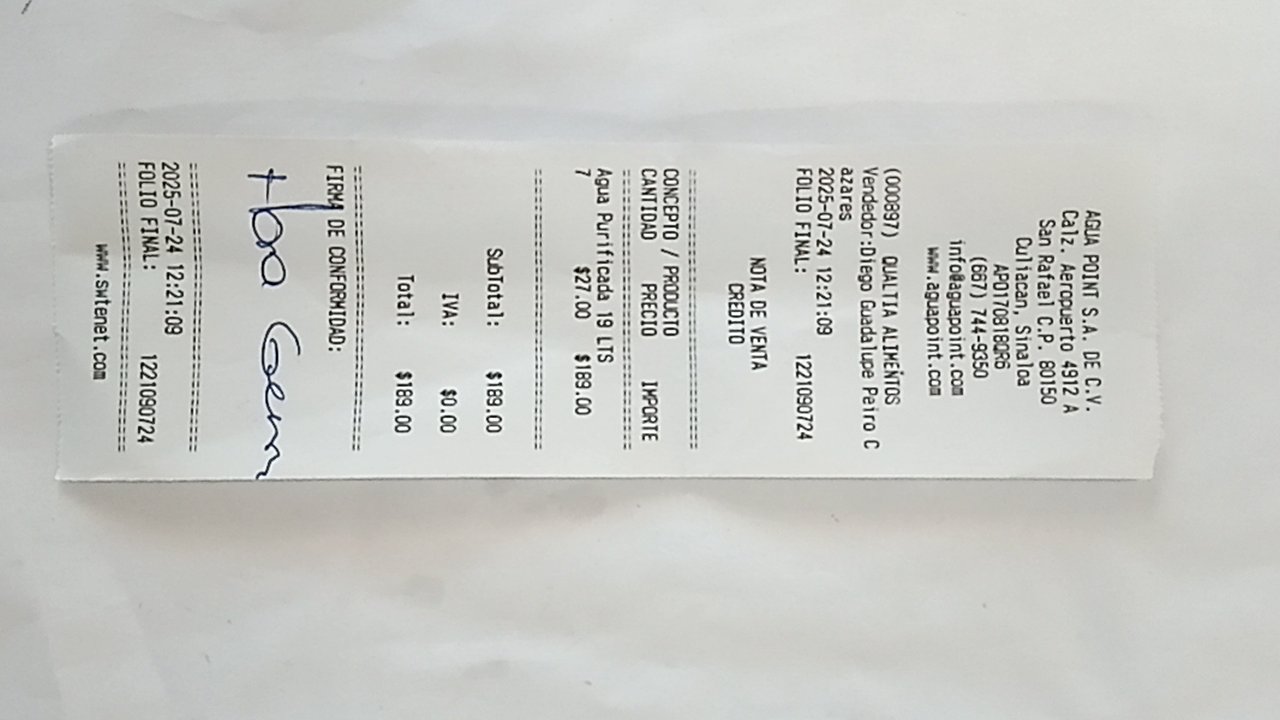 AGUA POINT S.A. DE C.V.
Calz. Aeropuerto 4912 A
San Rafael C.P. 80150
Culiacan, Sinaloa
APO170818QR6
(667) 744-9350
info@aguapoint.com
www.aguapoint.com
(000897) QUALTIA ALIMENTOS
Vendedor:Diego Guadalupe Peiro C
azares
2025-07-24 12:21:09
FOLIO FINAL: 1221090724
NOTA DE VENTA
CREDITO
CONCEPTO / PRODUCTO
CANTIDAD PRECIO IMPORTE
Agua Purificada 19 LTS
7 $27.00 $189.00
SubTotal: $189.00
IVA: $0.00
Total: $189.00
FIRMA DE CONFORMIDAD:
2025-07-24 12:21:09
FOLIO FINAL: 1221090724
www.swtenet.com